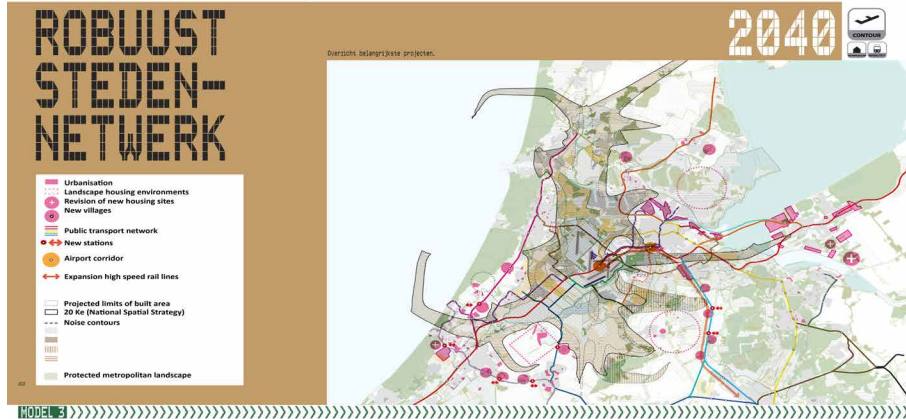 ROBUUST
STEDEN-
NETWERK
Overzicht belangrijkste projecten.
2040
CONTOUR
Urbanisation
Landscape housing environments
Revision of new housing sites
New villages
Public transport network
New stations
Airport corridor
Expansion high speed rail lines
Projected limits of built area
20 Ke (National Spatial Strategy)
Noise contours
Protected metropolitan landscape
MODEL 3